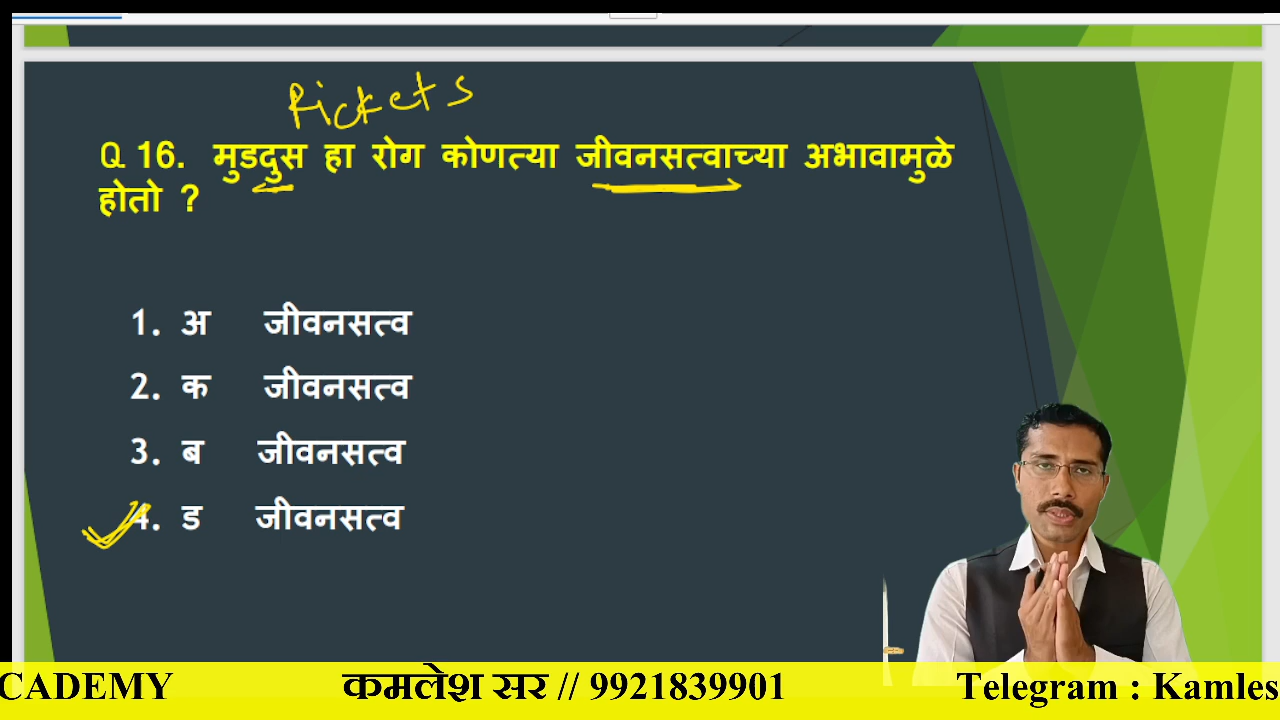 Rickets
Q 16. मुडदुस हा रोग कोणत्या जीवनसत्वाच्या अभावामुळे
होतो ?
1. अ जीवनसत्व
2. क जीवनसत्व
3. ब जीवनसत्व
4. ड जीवनसत्व
CADEMY कमलेश सर // 9921839901 Telegram : Kamles